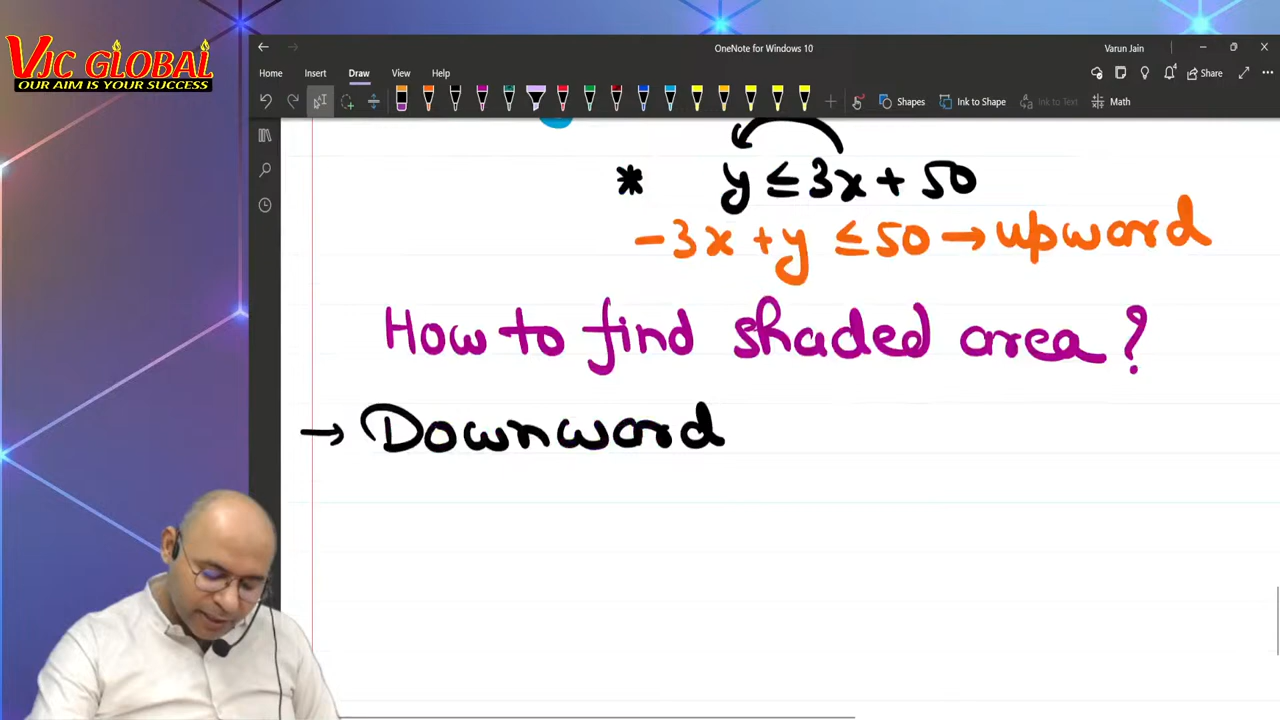 VJC GLOBAL
OUR AIM IS YOUR SUCCESS
OneNote for Windows 10
Varun Jain
Home Insert Draw View Help
Share
Shapes Ink to Shape Ink to Text Math
* y ≤ 3x + 50
-3x + y ≤ 50 → upward
How to find shaded area?
→ Downward